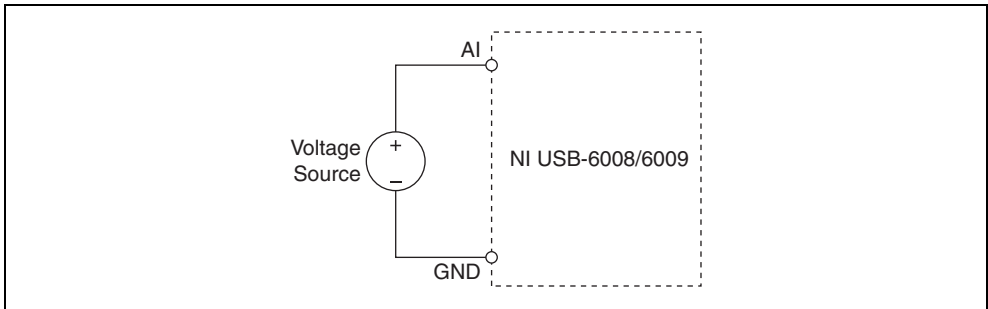 AI
+
Voltage
Source
NI USB-6008/6009
–
GND